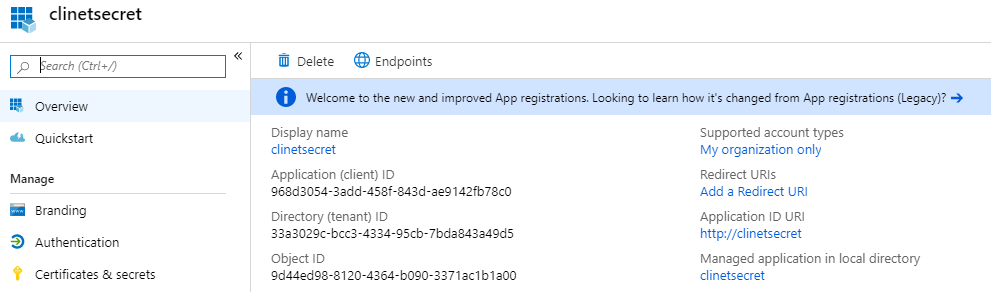 clinetsecret
Search (Ctrl+/)
«
Overview
Quickstart
Manage
Branding
Authentication
Certificates & secrets
Delete Endpoints
Welcome to the new and improved App registrations. Looking to learn how it's changed from App registrations (Legacy)? →
Display name
clinetsecret
Application (client) ID
968d3054-3add-458f-843d-ae9142fb78c0
Directory (tenant) ID
33a3029c-bcc3-4334-95cb-7bda843a49d5
Object ID
9d44ed98-8120-4364-b090-3371ac1b1a00
Supported account types
My organization only
Redirect URIs
Add a Redirect URI
Application ID URI
http://clinetsecret
Managed application in local directory
clinetsecret